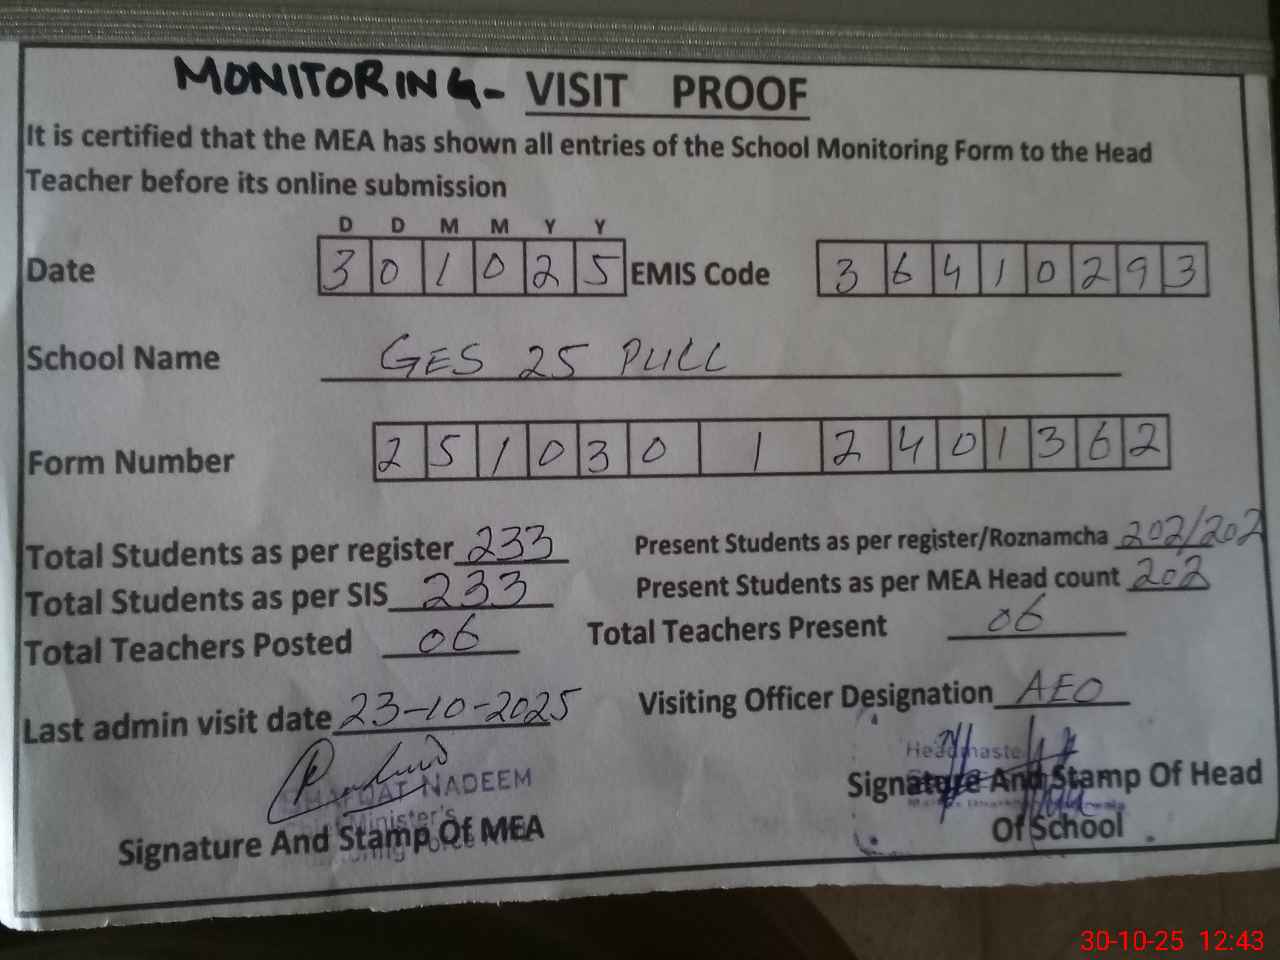 MONITORING- VISIT PROOF
It is certified that the MEA has shown all entries of the School Monitoring Form to the Head
Teacher before its online submission
D D M M Y Y
Date 3 0 1 0 2 5 EMIS Code 3 6 4 1 0 2 9 3
School Name GES 25 PULL
Form Number 2 5 1 0 3 0 1 2 4 0 1 3 6 2
Total Students as per register 233 Present Students as per register/Roznamcha 202/202
Total Students as per SIS 233 Present Students as per MEA Head count 202
Total Teachers Posted 06 Total Teachers Present 06
Last admin visit date 23-10-2025 Visiting Officer Designation AEO
NADEEM
Minister's
Signature And Stamp Of MEA
Headmaster
Signature And Stamp Of Head
Of School
30-10-25 12:43